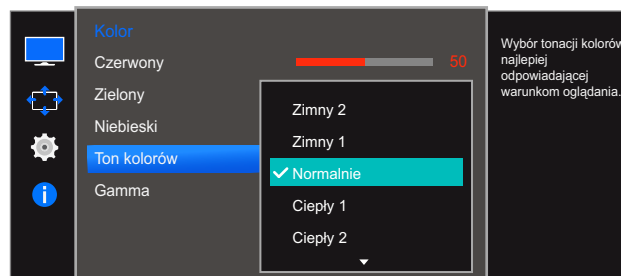 Kolor
Czerwony 50
Zielony
Niebieski
Ton kolorów
Gamma
Zimny 2
Zimny 1
Normalnie
Ciepły 1
Ciepły 2
Wybór tonacji kolorów
najlepiej
odpowiadającej
warunkom oglądania.